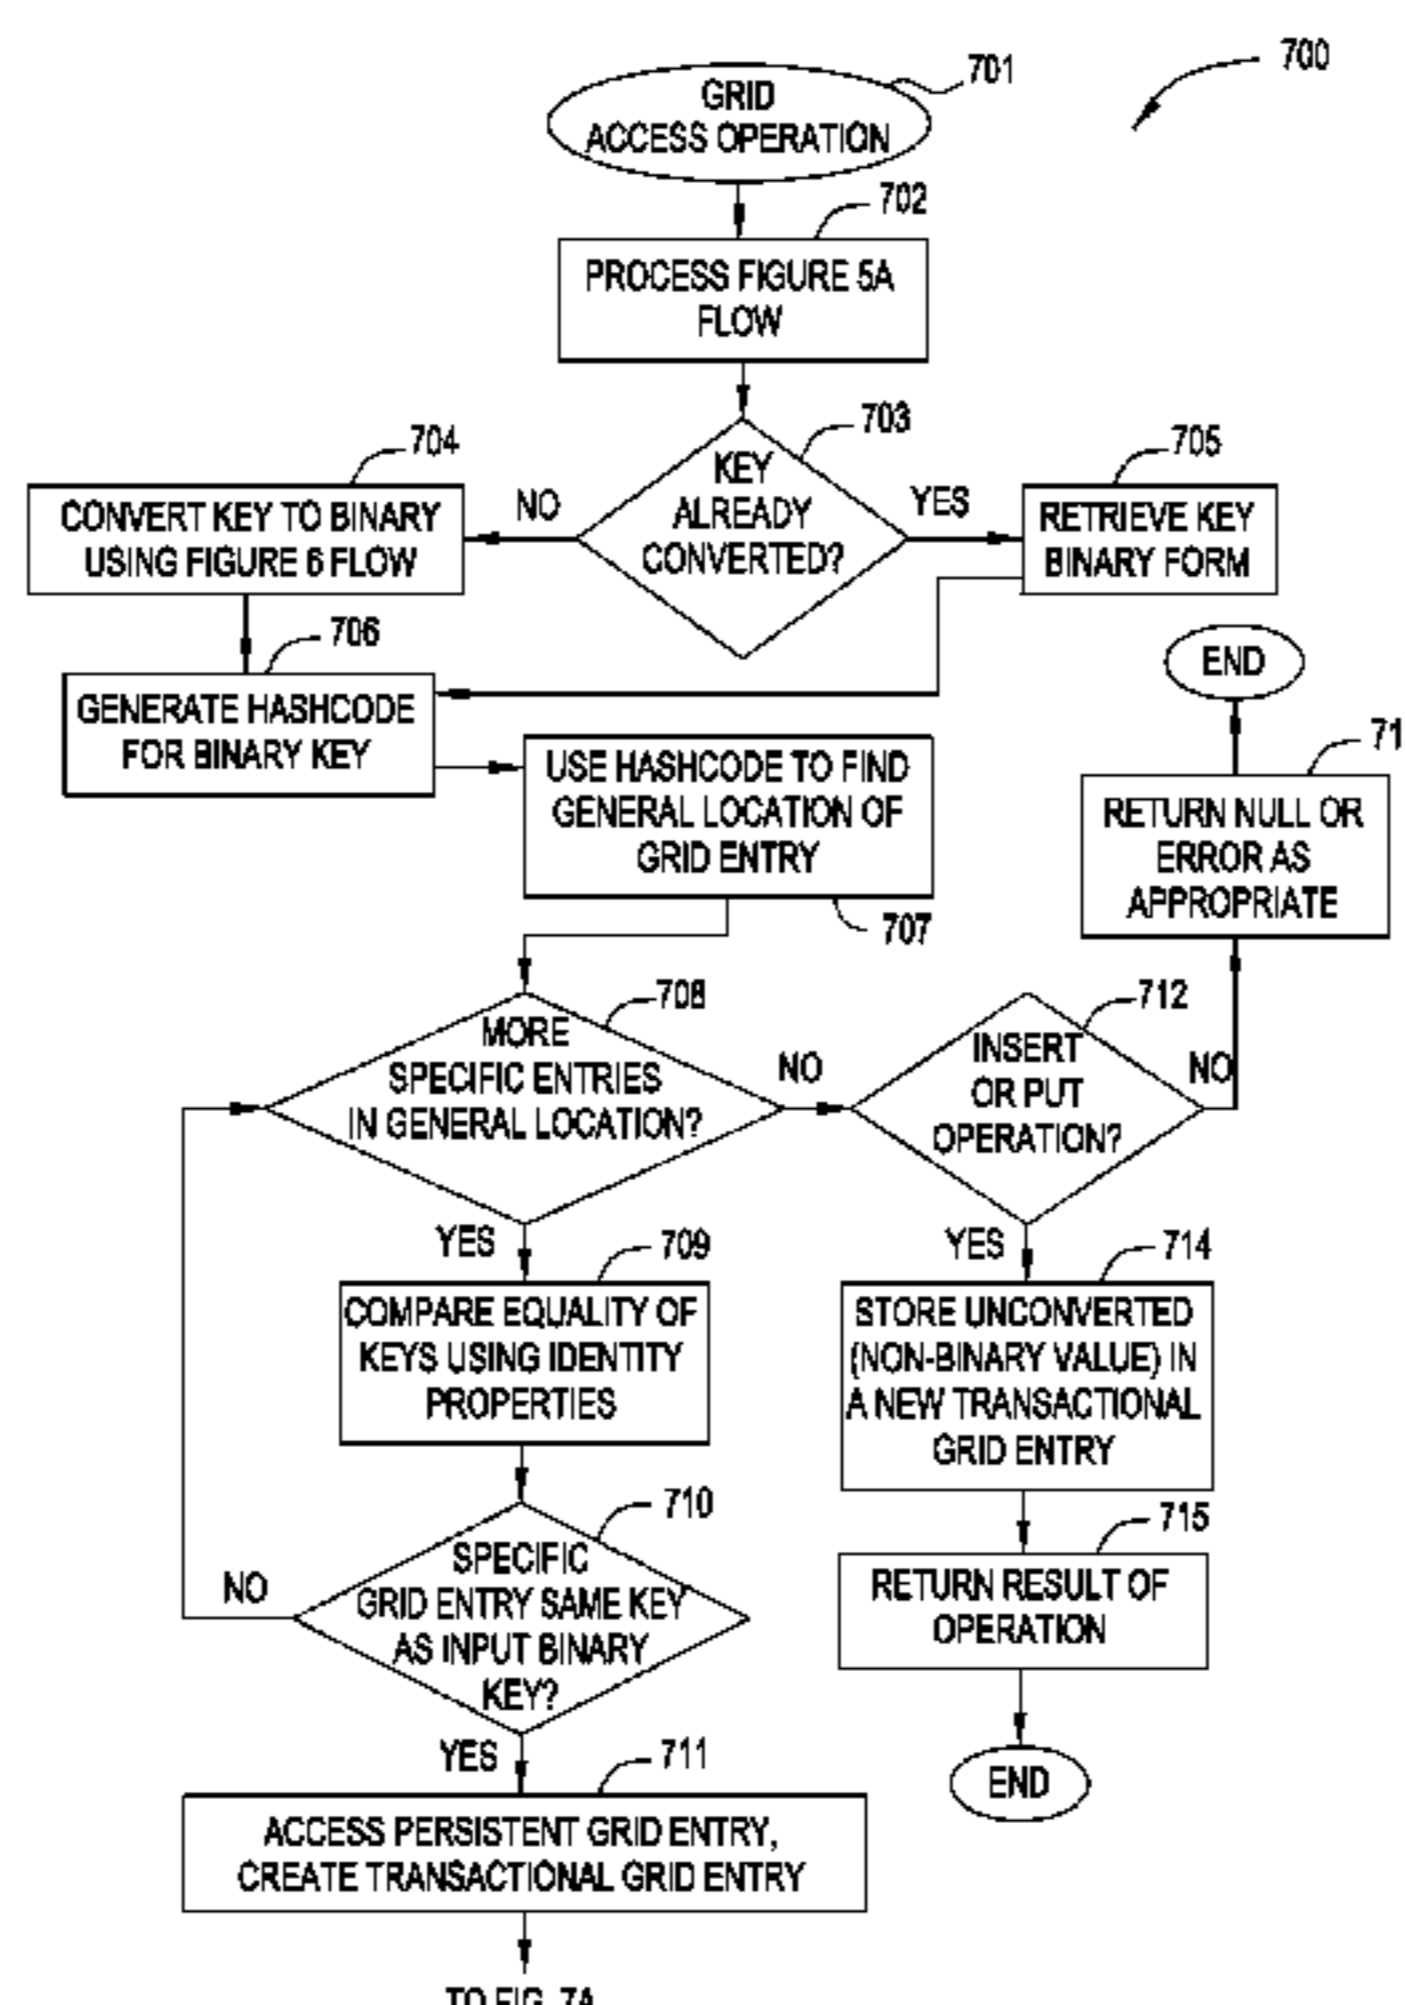 700
701
GRID
ACCESS OPERATION
702
PROCESS FIGURE 5A
FLOW
703
KEY
ALREADY
CONVERTED?
NO
YES
704
CONVERT KEY TO BINARY
USING FIGURE 6 FLOW
705
RETRIEVE KEY
BINARY FORM
706
GENERATE HASHCODE
FOR BINARY KEY
END
71
RETURN NULL OR
ERROR AS
APPROPRIATE
USE HASHCODE TO FIND
GENERAL LOCATION OF
GRID ENTRY
707
708
MORE
SPECIFIC ENTRIES
IN GENERAL LOCATION?
NO
712
INSERT
OR PUT
OPERATION?
NO
YES
709
COMPARE EQUALITY OF
KEYS USING IDENTITY
PROPERTIES
YES
714
STORE UNCONVERTED
(NON-BINARY VALUE) IN
A NEW TRANSACTIONAL
GRID ENTRY
710
SPECIFIC
GRID ENTRY SAME KEY
AS INPUT BINARY
KEY?
NO
715
RETURN RESULT OF
OPERATION
YES
711
ACCESS PERSISTENT GRID ENTRY,
CREATE TRANSACTIONAL GRID ENTRY
END
TO FIG. 7A